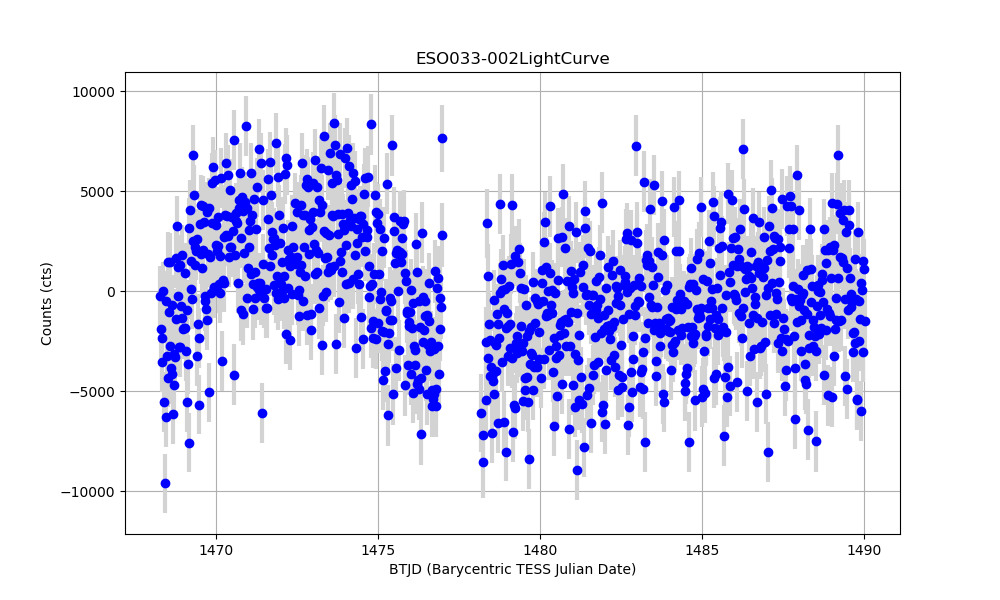 ESO033-002LightCurve
10000
5000
0
−5000
−10000
Counts (cts)
1470 1475 1480 1485 1490
BTJD (Barycentric TESS Julian Date)